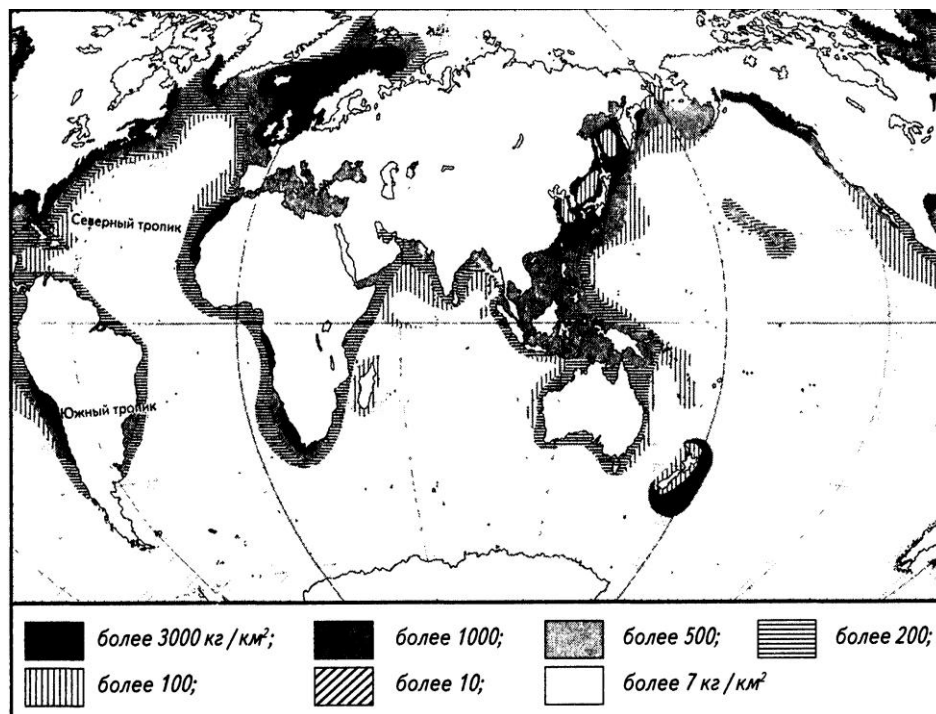 Северный тропик
Южный тропик
более 3000 кг/км²;
более 1000;
более 500;
более 200;
более 100;
более 10;
более 7 кг/км²